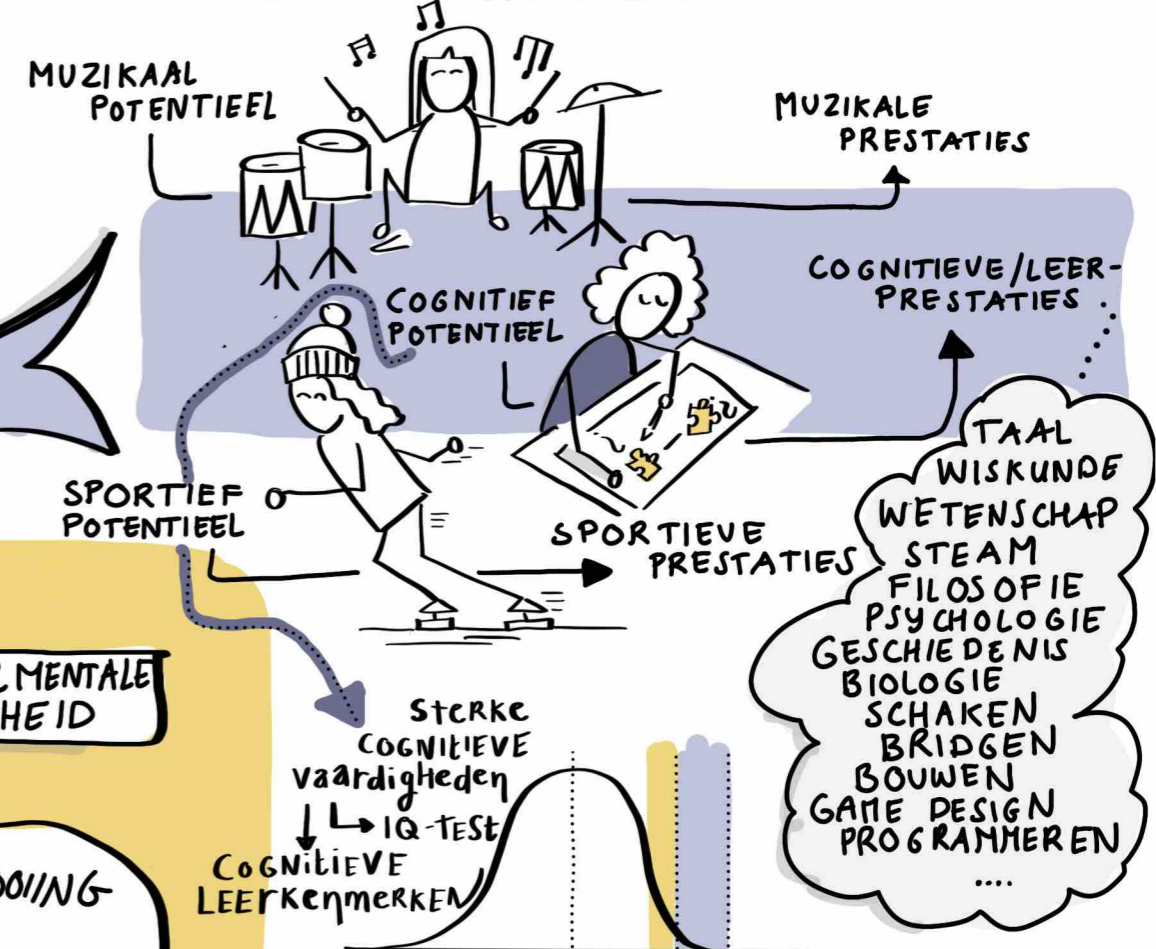 MUZIKAAL
POTENTIEEL
MUZIKALE
PRESTATIES
COGNITIEF
POTENTIEEL
COGNITIEVE/LEER-
PRESTATIES
SPORTIEF
POTENTIEEL
SPORTIEVE
PRESTATIES
TAAL
WISKUNDE
WETENSCHAP
STEAM
FILOSOFIE
PSYCHOLOGIE
GESCHIEDENIS
BIOLOGIE
SCHAKEN
BRIDGEN
BOUWEN
GAME DESIGN
PROGRAMMEREN
....
MENTALE
HEID
STERKE
COGNITIEVE
vaardigheden
IQ-TEST
COGNITIEVE
LEERKENMERKEN
OOIING